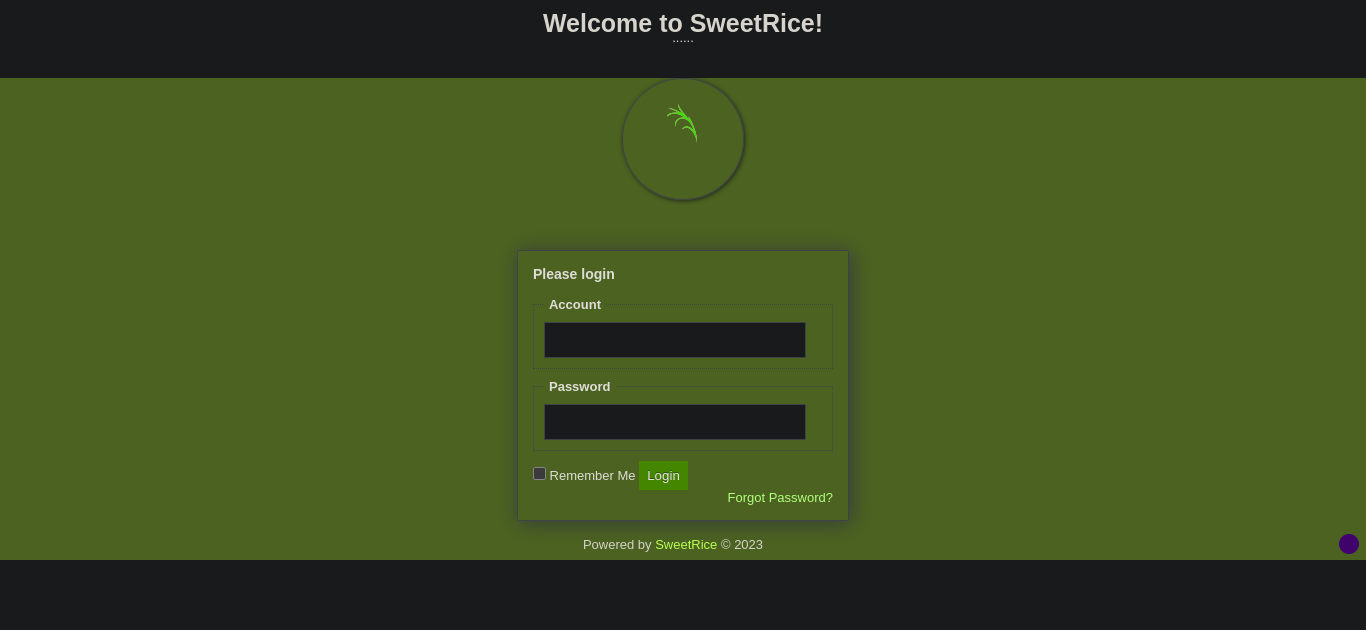 Welcome to SweetRice!
......
Please login
Account
Password
Remember Me Login
Forgot Password?
Powered by SweetRice © 2023